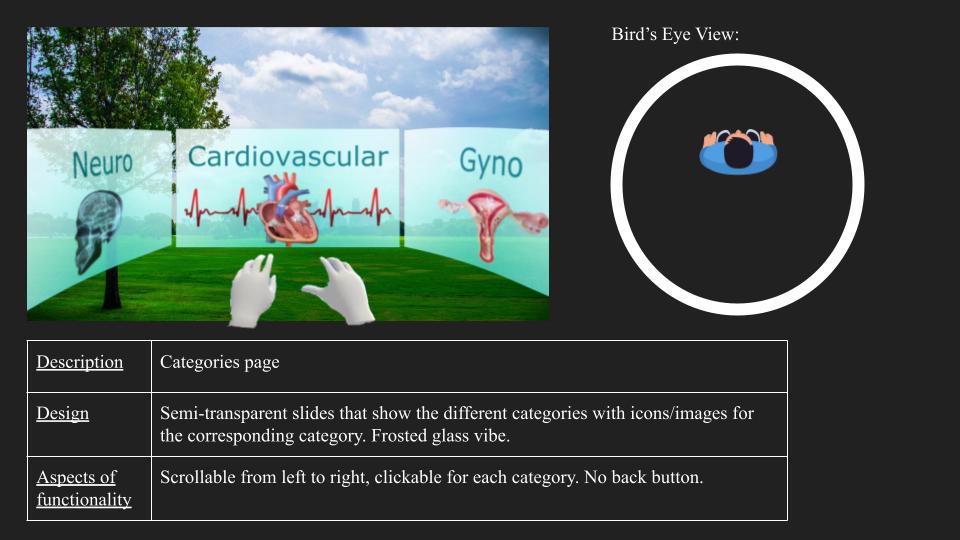 Bird’s Eye View:
Neuro
Cardiovascular
Gyno
Description
Categories page
Design
Semi-transparent slides that show the different categories with icons/images for
the corresponding category. Frosted glass vibe.
Aspects of
functionality
Scrollable from left to right, clickable for each category. No back button.